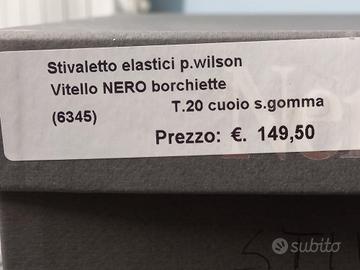 Stivaletto elastici p.wilson
Vitello NERO borchiette
(6345) T.20 cuoio s.gomma
Prezzo: €. 149,50
subito